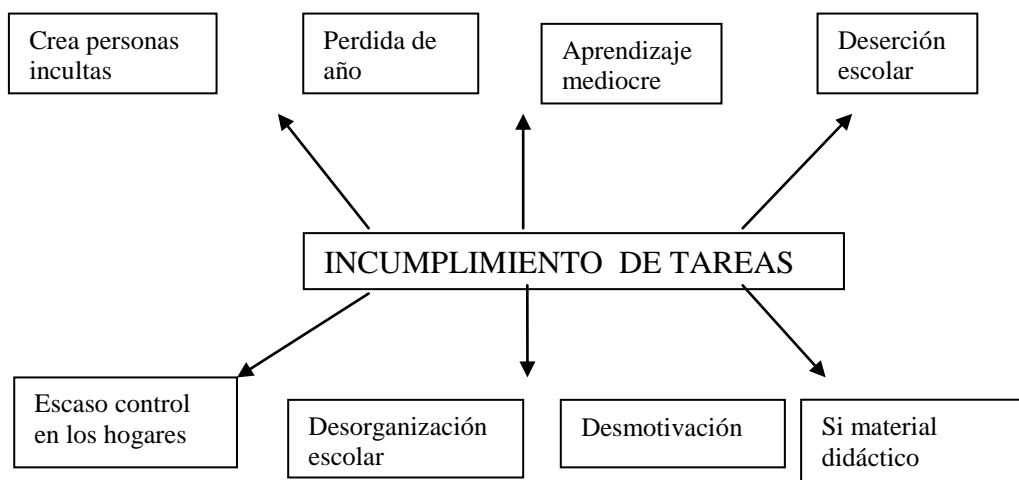 Crea personas
incultas
Perdida de
año
Aprendizaje
mediocre
Deserción
escolar
INCUMPLIMIENTO DE TAREAS
Escaso control
en los hogares
Desorganización
escolar
Desmotivación
Si material
didáctico